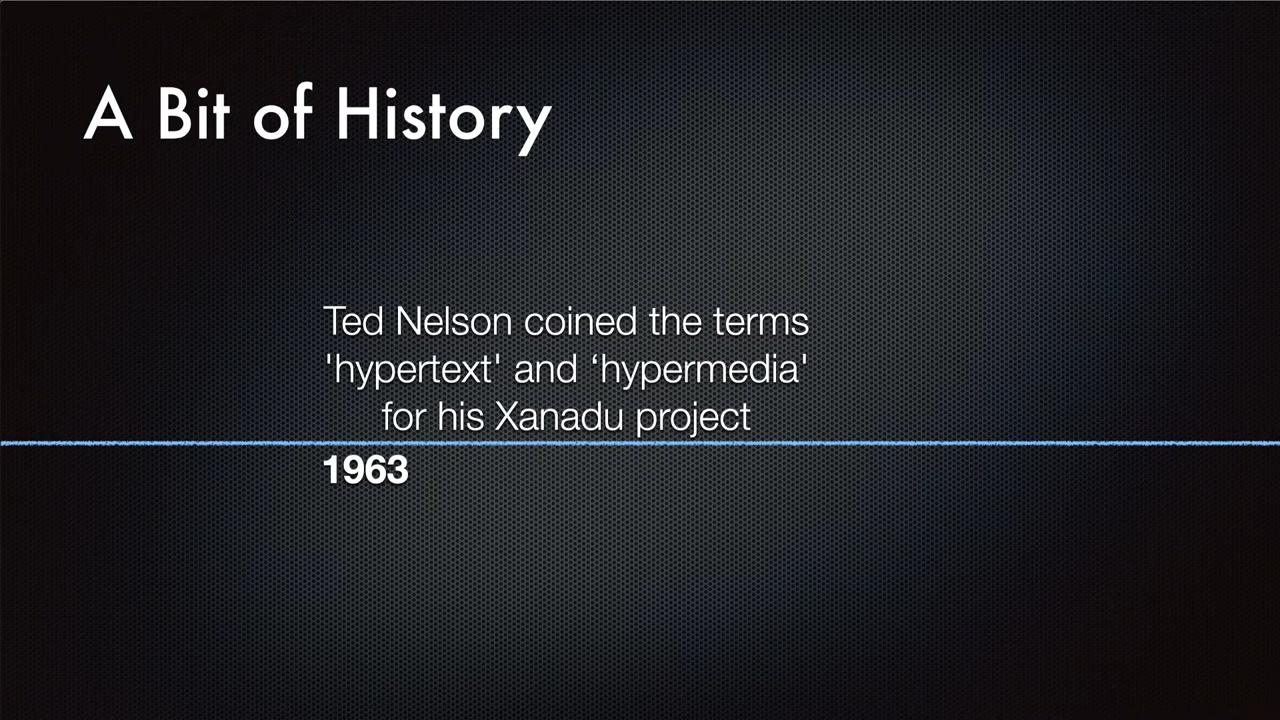 A Bit of History
Ted Nelson coined the terms
'hypertext' and ‘hypermedia'
for his Xanadu project
1963